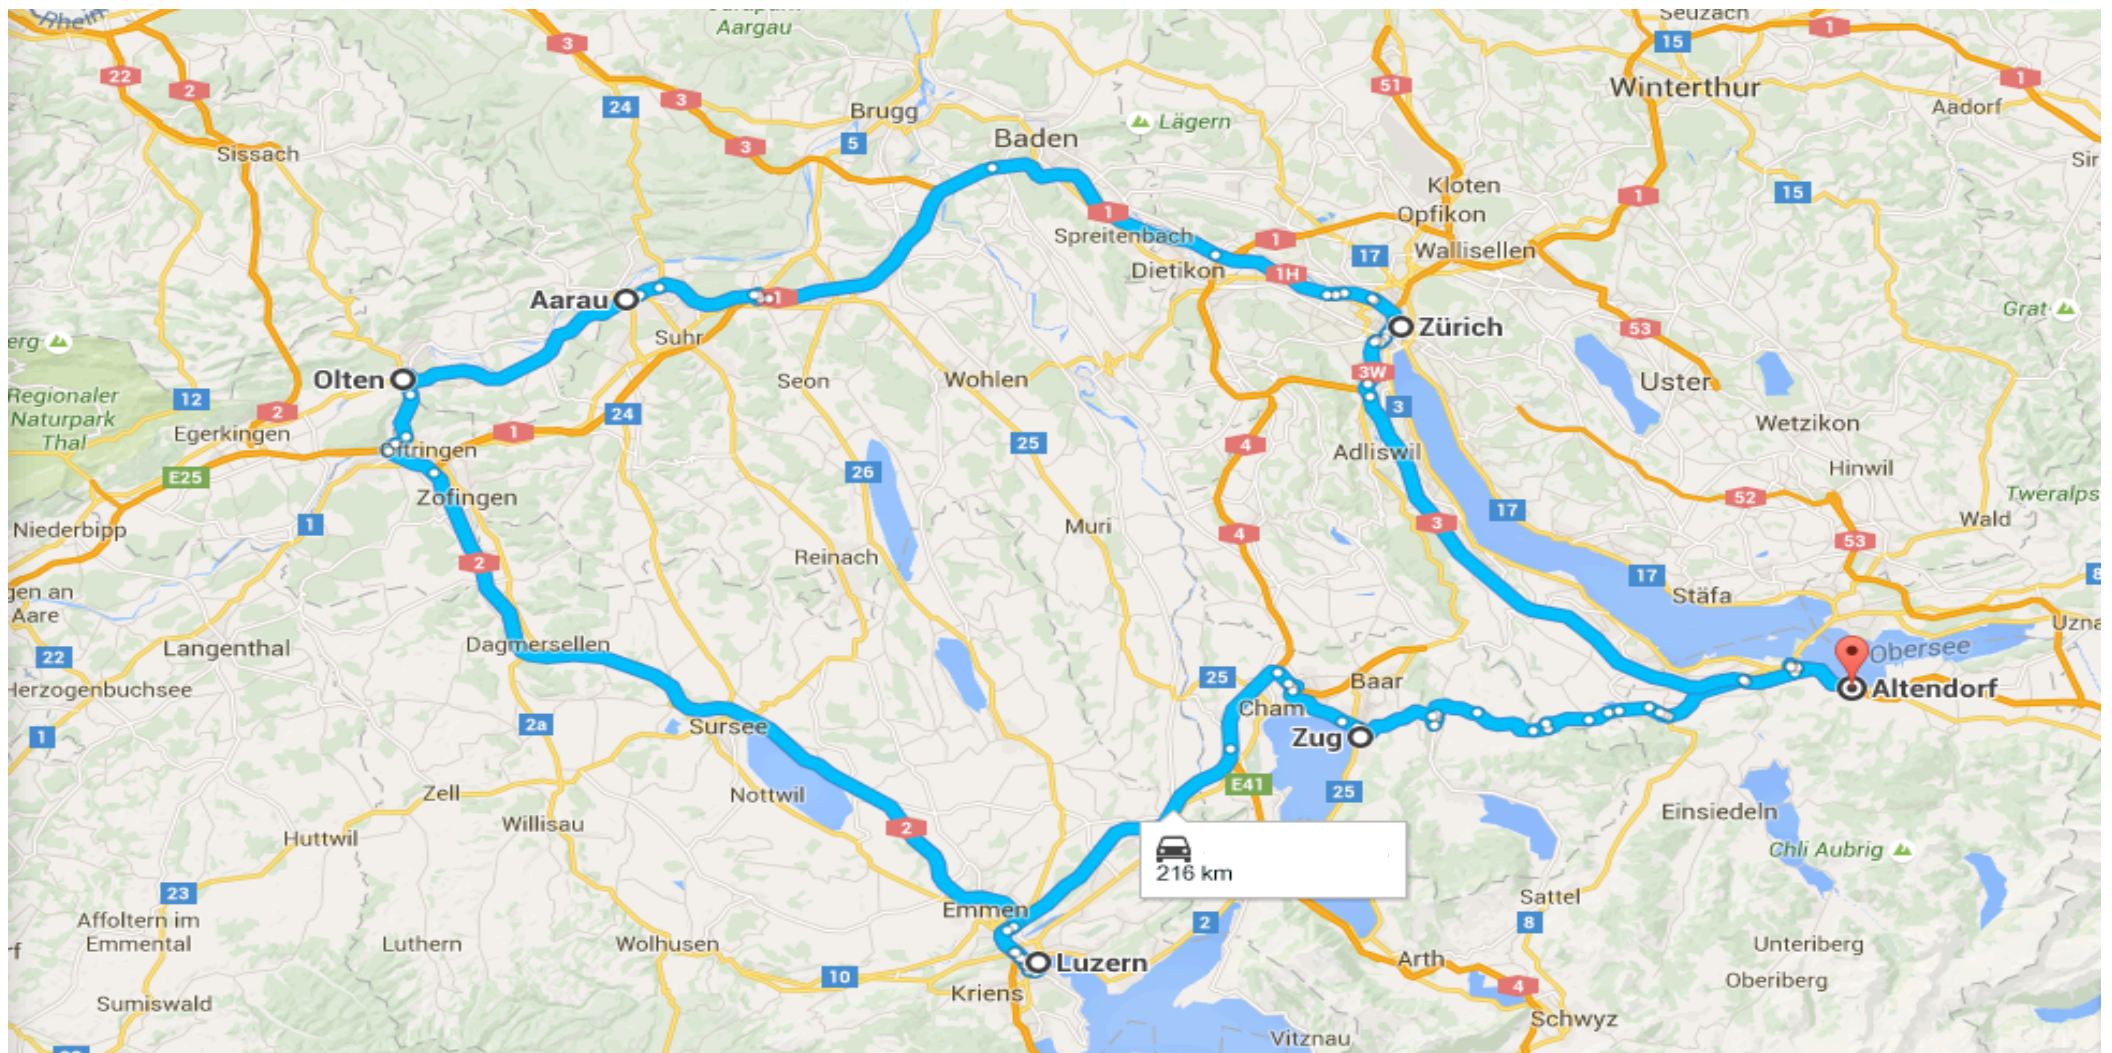 Rhein
Jurapark
Aargau
Seuzach
3
15
1
22
2
24
3
51
1
Winterthur
Aadorf
Brugg
Baden
Lägern
5
3
Sissach
Sir
Kloten
15
1
Opfikon
1
Spreitenbach
1
17
Wallisellen
Dietikon
1H
Aarau
1
Grat
Suhr
Zürich
53
erg
Olten
Seon
Wohlen
3W
Uster
Regionaler
Naturpark
Thal
12
2
24
3
Wetzikon
Egerkingen
1
25
4
Adliswil
Oftringen
E25
26
Hinwil
Zofingen
52
Tweralps
17
Niederbipp
1
Muri
4
3
Wald
53
Reinach
2
17
8
gen an
Aare
Stäfa
Uzna
Langenthal
Dagmersellen
Obersee
22
25
Baar
Altendorf
Herzogenbuchsee
Cham
1
2a
Sursee
Zug
Zell
Nottwil
E41
25
Einsiedeln
Huttwil
Willisau
2
Chli Aubrig
216 km
23
Sattel
Affoltern im
Emmental
Emmen
2
8
rf
Luthern
Wolhusen
Unteriberg
10
Luzern
Arth
Oberiberg
Sumiswald
Kriens
4
Schwyz
Vitznau